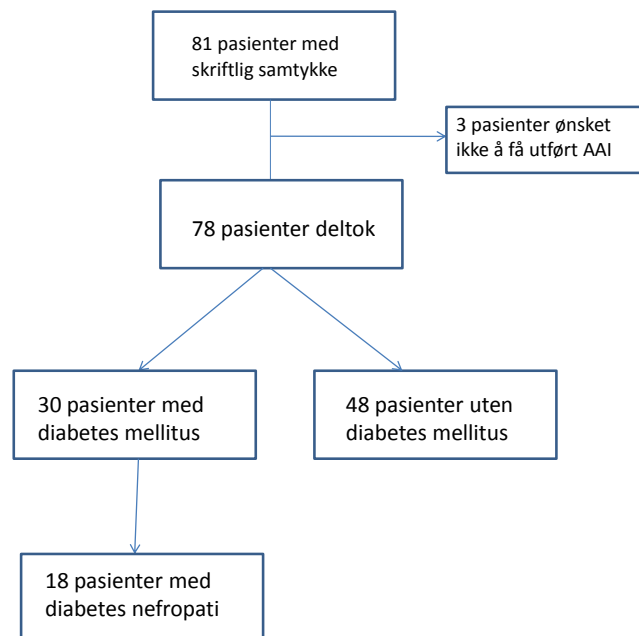 81 pasienter med
skriftlig samtykke
3 pasienter ønsket
ikke å få utført AAI
78 pasienter deltok
30 pasienter med
diabetes mellitus
48 pasienter uten
diabetes mellitus
18 pasienter med
diabetes nefropati